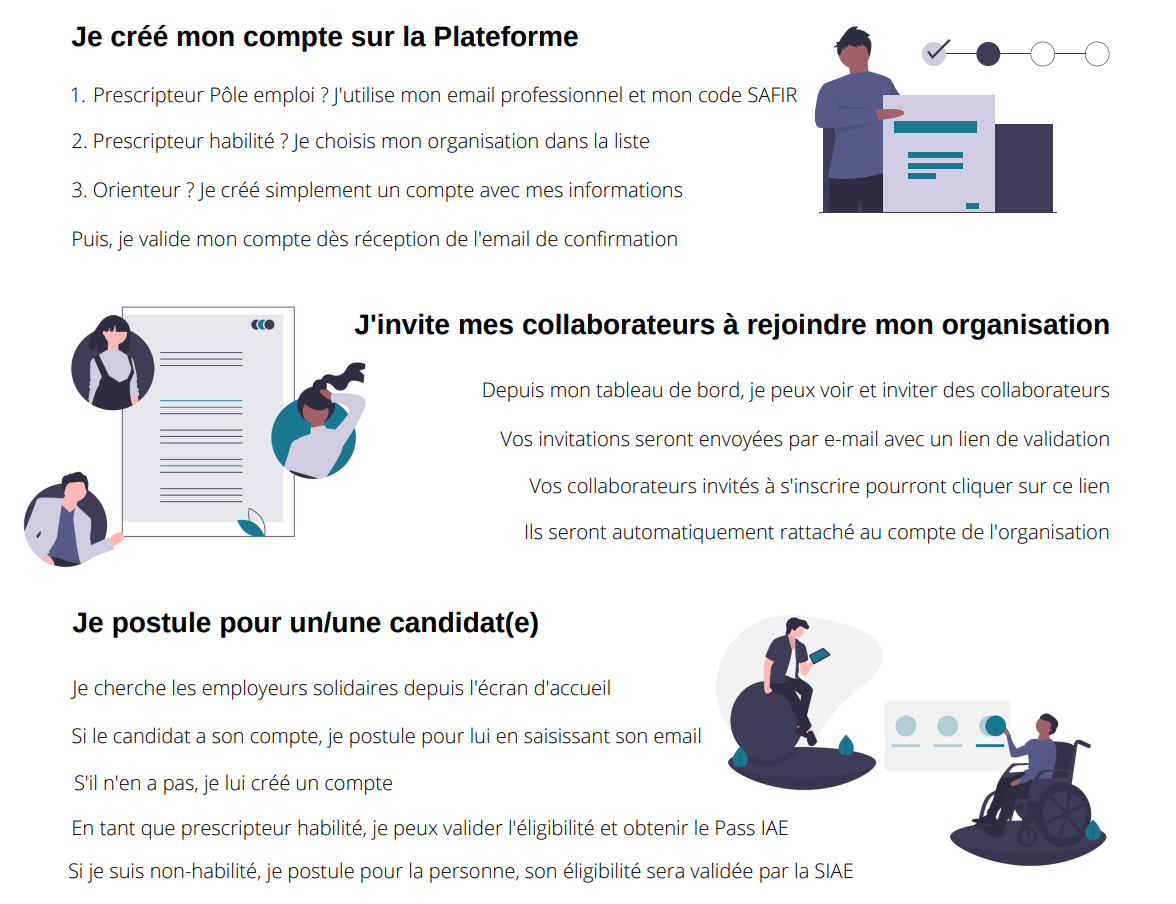 Je créé mon compte sur la Plateforme
1. Prescripteur Pôle emploi ? J'utilise mon email professionnel et mon code SAFIR
2. Prescripteur habilité ? Je choisis mon organisation dans la liste
3. Orienteur ? Je créé simplement un compte avec mes informations
Puis, je valide mon compte dès réception de l'email de confirmation
J'invite mes collaborateurs à rejoindre mon organisation
Depuis mon tableau de bord, je peux voir et inviter des collaborateurs
Vos invitations seront envoyées par e-mail avec un lien de validation
Vos collaborateurs invités à s'inscrire pourront cliquer sur ce lien
Ils seront automatiquement rattaché au compte de l'organisation
Je postule pour un/une candidat(e)
Je cherche les employeurs solidaires depuis l'écran d'accueil
Si le candidat a son compte, je postule pour lui en saisissant son email
S'il n'en a pas, je lui créé un compte
En tant que prescripteur habilité, je peux valider l'éligibilité et obtenir le Pass IAE
Si je suis non-habilité, je postule pour la personne, son éligibilité sera validée par la SIAE